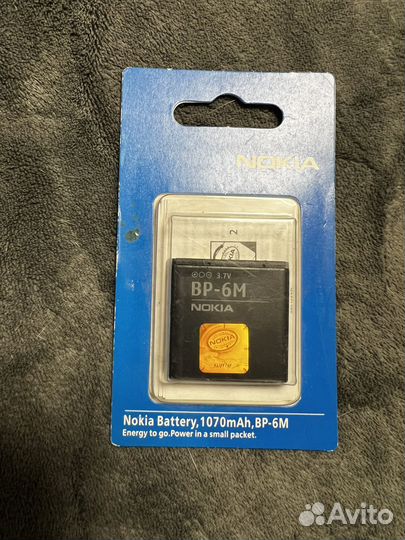 NOKIA
2
3.7V
BP-6M
NOKIA
NOKIA
Nokia Battery,1070mAh,BP-6M
Energy to go.Power in a small packet.
Avito